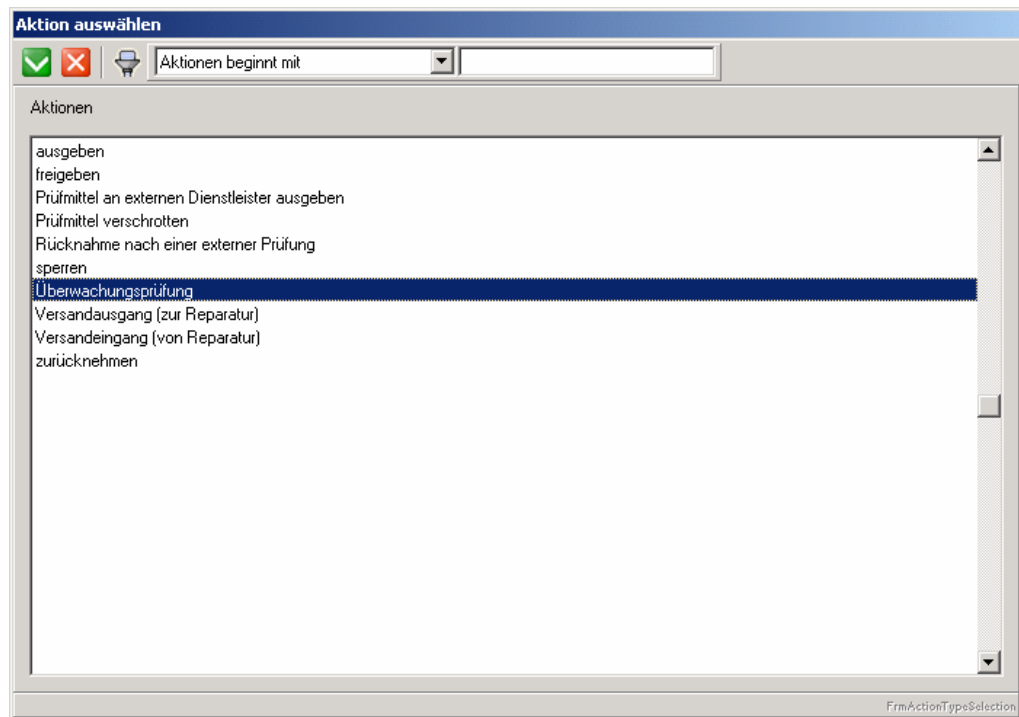 Aktion auswählen
Aktionen beginnt mit
Aktionen
ausgeben
freigeben
Prüfmittel an externen Dienstleister ausgeben
Prüfmittel verschrotten
Rücknahme nach einer externer Prüfung
sperren
Überwachungsprüfung
Versandausgang (zur Reparatur)
Versandeingang (von Reparatur)
zurücknehmen
FrmActionTypeSelection